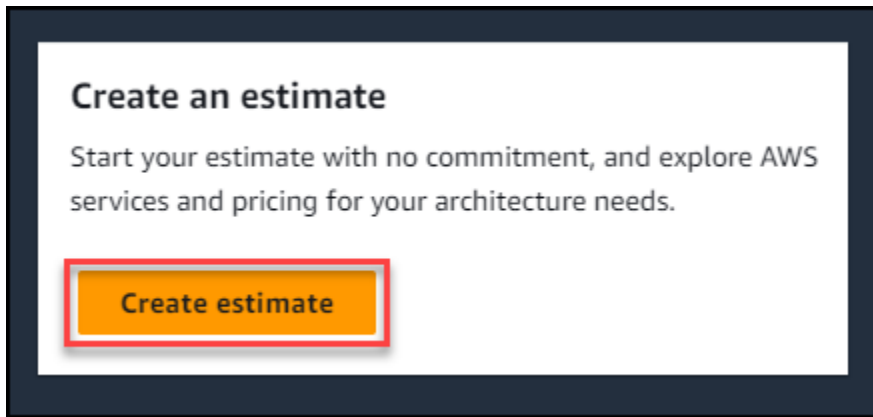 Create an estimate
Start your estimate with no commitment, and explore AWS
services and pricing for your architecture needs.
Create estimate